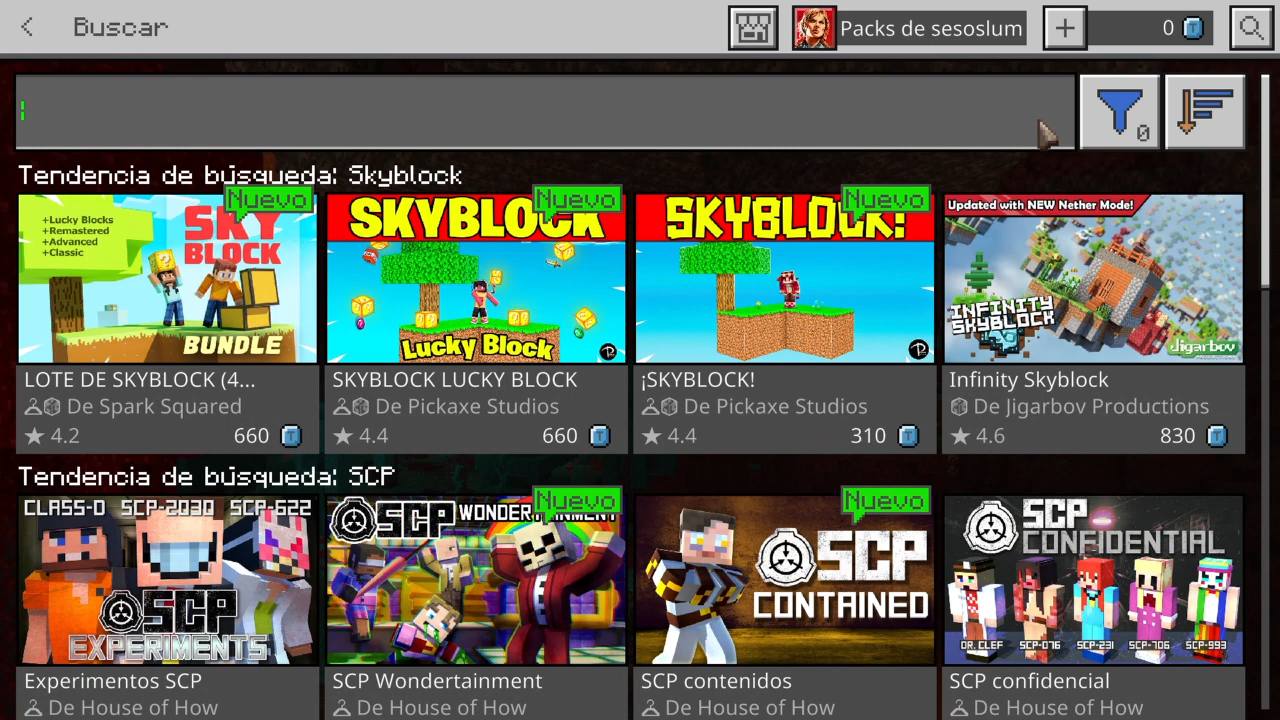 Buscar
Packs de sesoslum
0
0
Tendencia de búsqueda: Skyblock
+Lucky Blocks
+Remastered
+Advanced
+Classic
SKY
BLOCK
BUNDLE
Nuevo
SKYBLOCK
Lucky Block
Nuevo
SKYBLOCK!
Nuevo
Updated with NEW Nether Mode!
INFINITY
SKYBLOCK
Jigarbov
LOTE DE SKYBLOCK (4...
De Spark Squared
4.2
660
SKYBLOCK LUCKY BLOCK
De Pickaxe Studios
4.4
660
¡SKYBLOCK!
De Pickaxe Studios
4.4
310
Infinity Skyblock
De Jigarbov Productions
4.6
830
Tendencia de búsqueda: SCP
CLASS-D SCP-2030 SCP-622
SCP
EXPERIMENTS
SCP WONDERTAINMENT
Nuevo
SCP
CONTAINED
Nuevo
SCP
CONFIDENTIAL
DR. CLEF SCP-076 SCP-231 SCP-706 SCP-993
Experimentos SCP
De House of How
SCP Wondertainment
De House of How
SCP contenidos
De House of How
SCP confidencial
De House of How